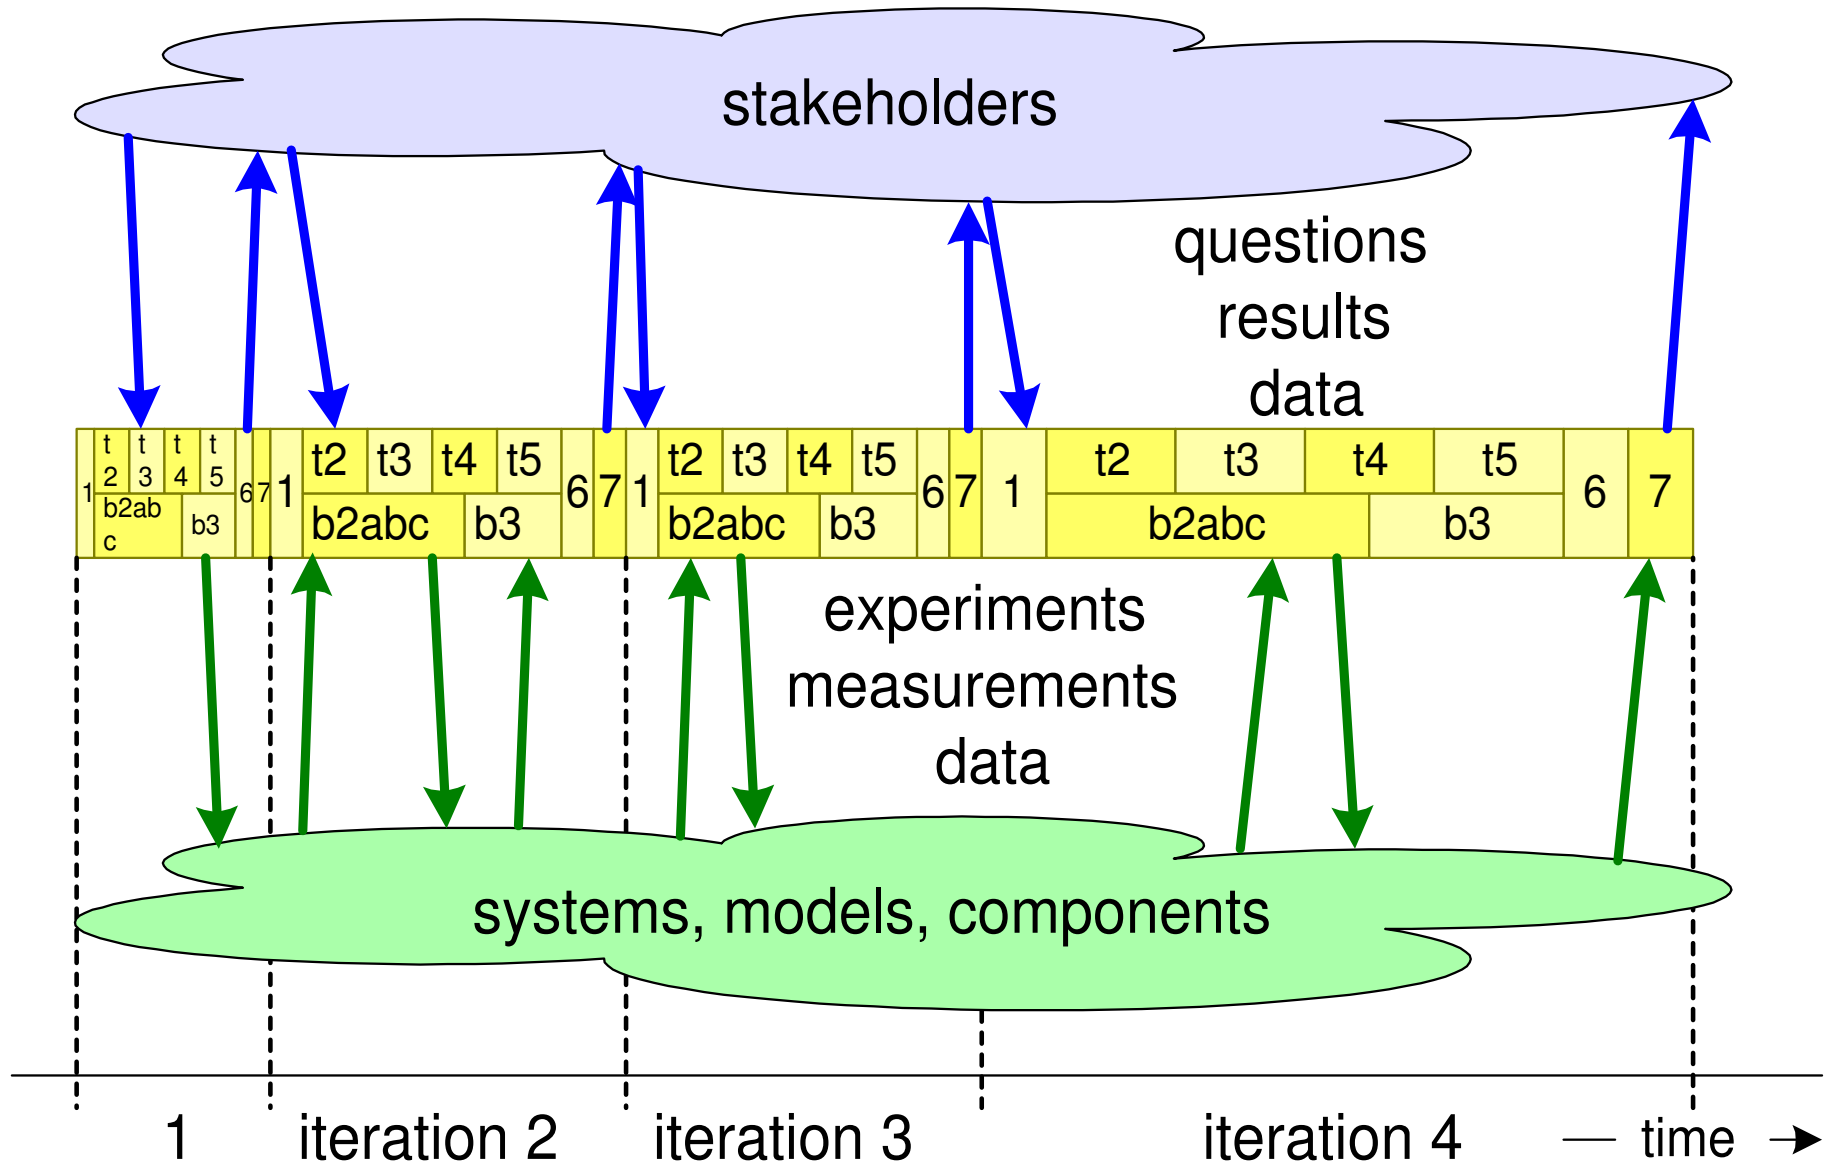 stakeholders
questions
results
data
1
t
2
t
3
t
4
t
5
b2ab
c
b3
6
7
1
t2
t3
t4
t5
b2abc
b3
6
7
1
t2
t3
t4
t5
b2abc
b3
6
7
1
t2
t3
t4
t5
b2abc
b3
6
7
experiments
measurements
data
systems, models, components
1
iteration 2
iteration 3
iteration 4
time